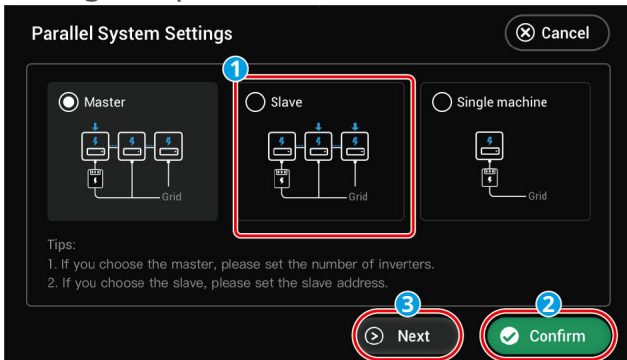 Parallel System Settings
Cancel
1
Master
Slave
Single machine
Grid
Grid
Grid
Tips:
1. If you choose the master, please set the number of inverters.
2. If you choose the slave, please set the slave address.
3
2
Next
Confirm